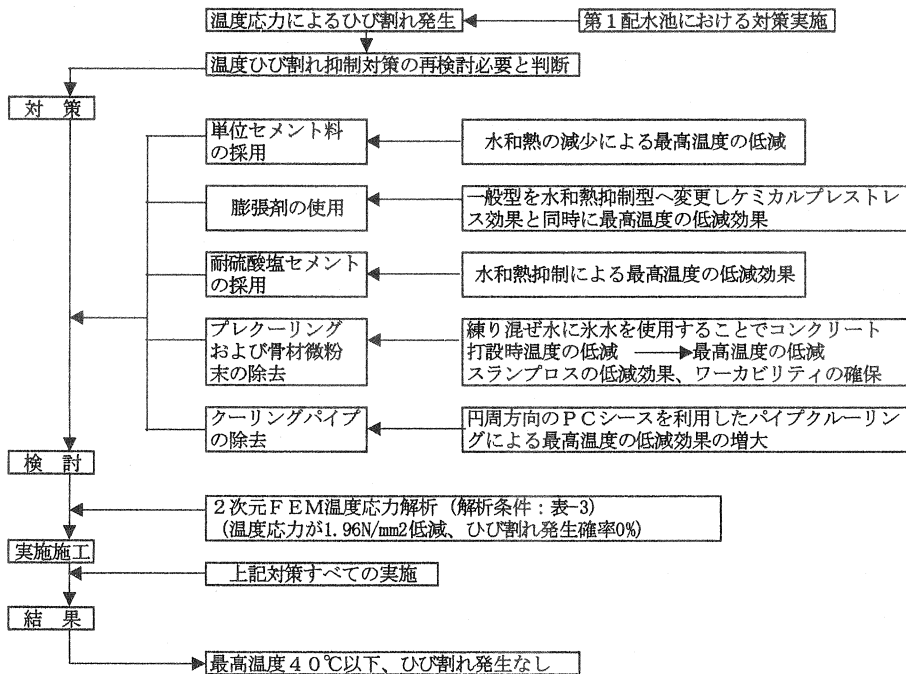 温度応力によるひび割れ発生
第1配水池における対策実施
温度ひび割れ抑制対策の再検討必要と判断
対　策
単位セメント料
の採用
水和熱の減少による最高温度の低減
膨張剤の使用
一般型を水和熱抑制型へ変更しケミカルプレストレ
ス効果と同時に最高温度の低減効果
耐硫酸塩セメント
の採用
水和熱抑制による最高温度の低減効果
プレクーリング
および骨材微粉
末の除去
練り混ぜ水に氷水を使用することでコンクリート
打設時温度の低減　→最高温度の低減
スランプロスの低減効果、ワーカビリティの確保
クーリングパイプ
の除去
円周方向のPCシースを利用したパイプクルーリン
グによる最高温度の低減効果の増大
検　討
2次元FEM温度応力解析（解析条件：表-3）
（温度応力が1.96N/mm2低減、ひび割れ発生確率0%）
実施施工
上記対策すべての実施
結　果
最高温度40℃以下、ひび割れ発生なし